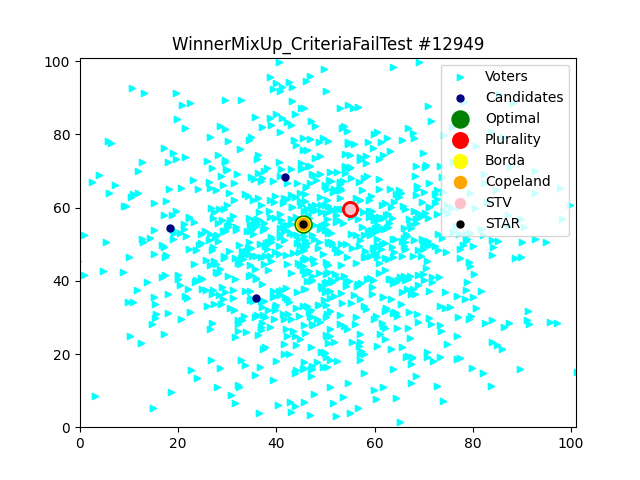 WinnerMixUp_CriteriaFailTest #12949
100
80
60
40
20
0
0
20
40
60
80
100
Voters
Candidates
Optimal
Plurality
Borda
Copeland
STV
STAR